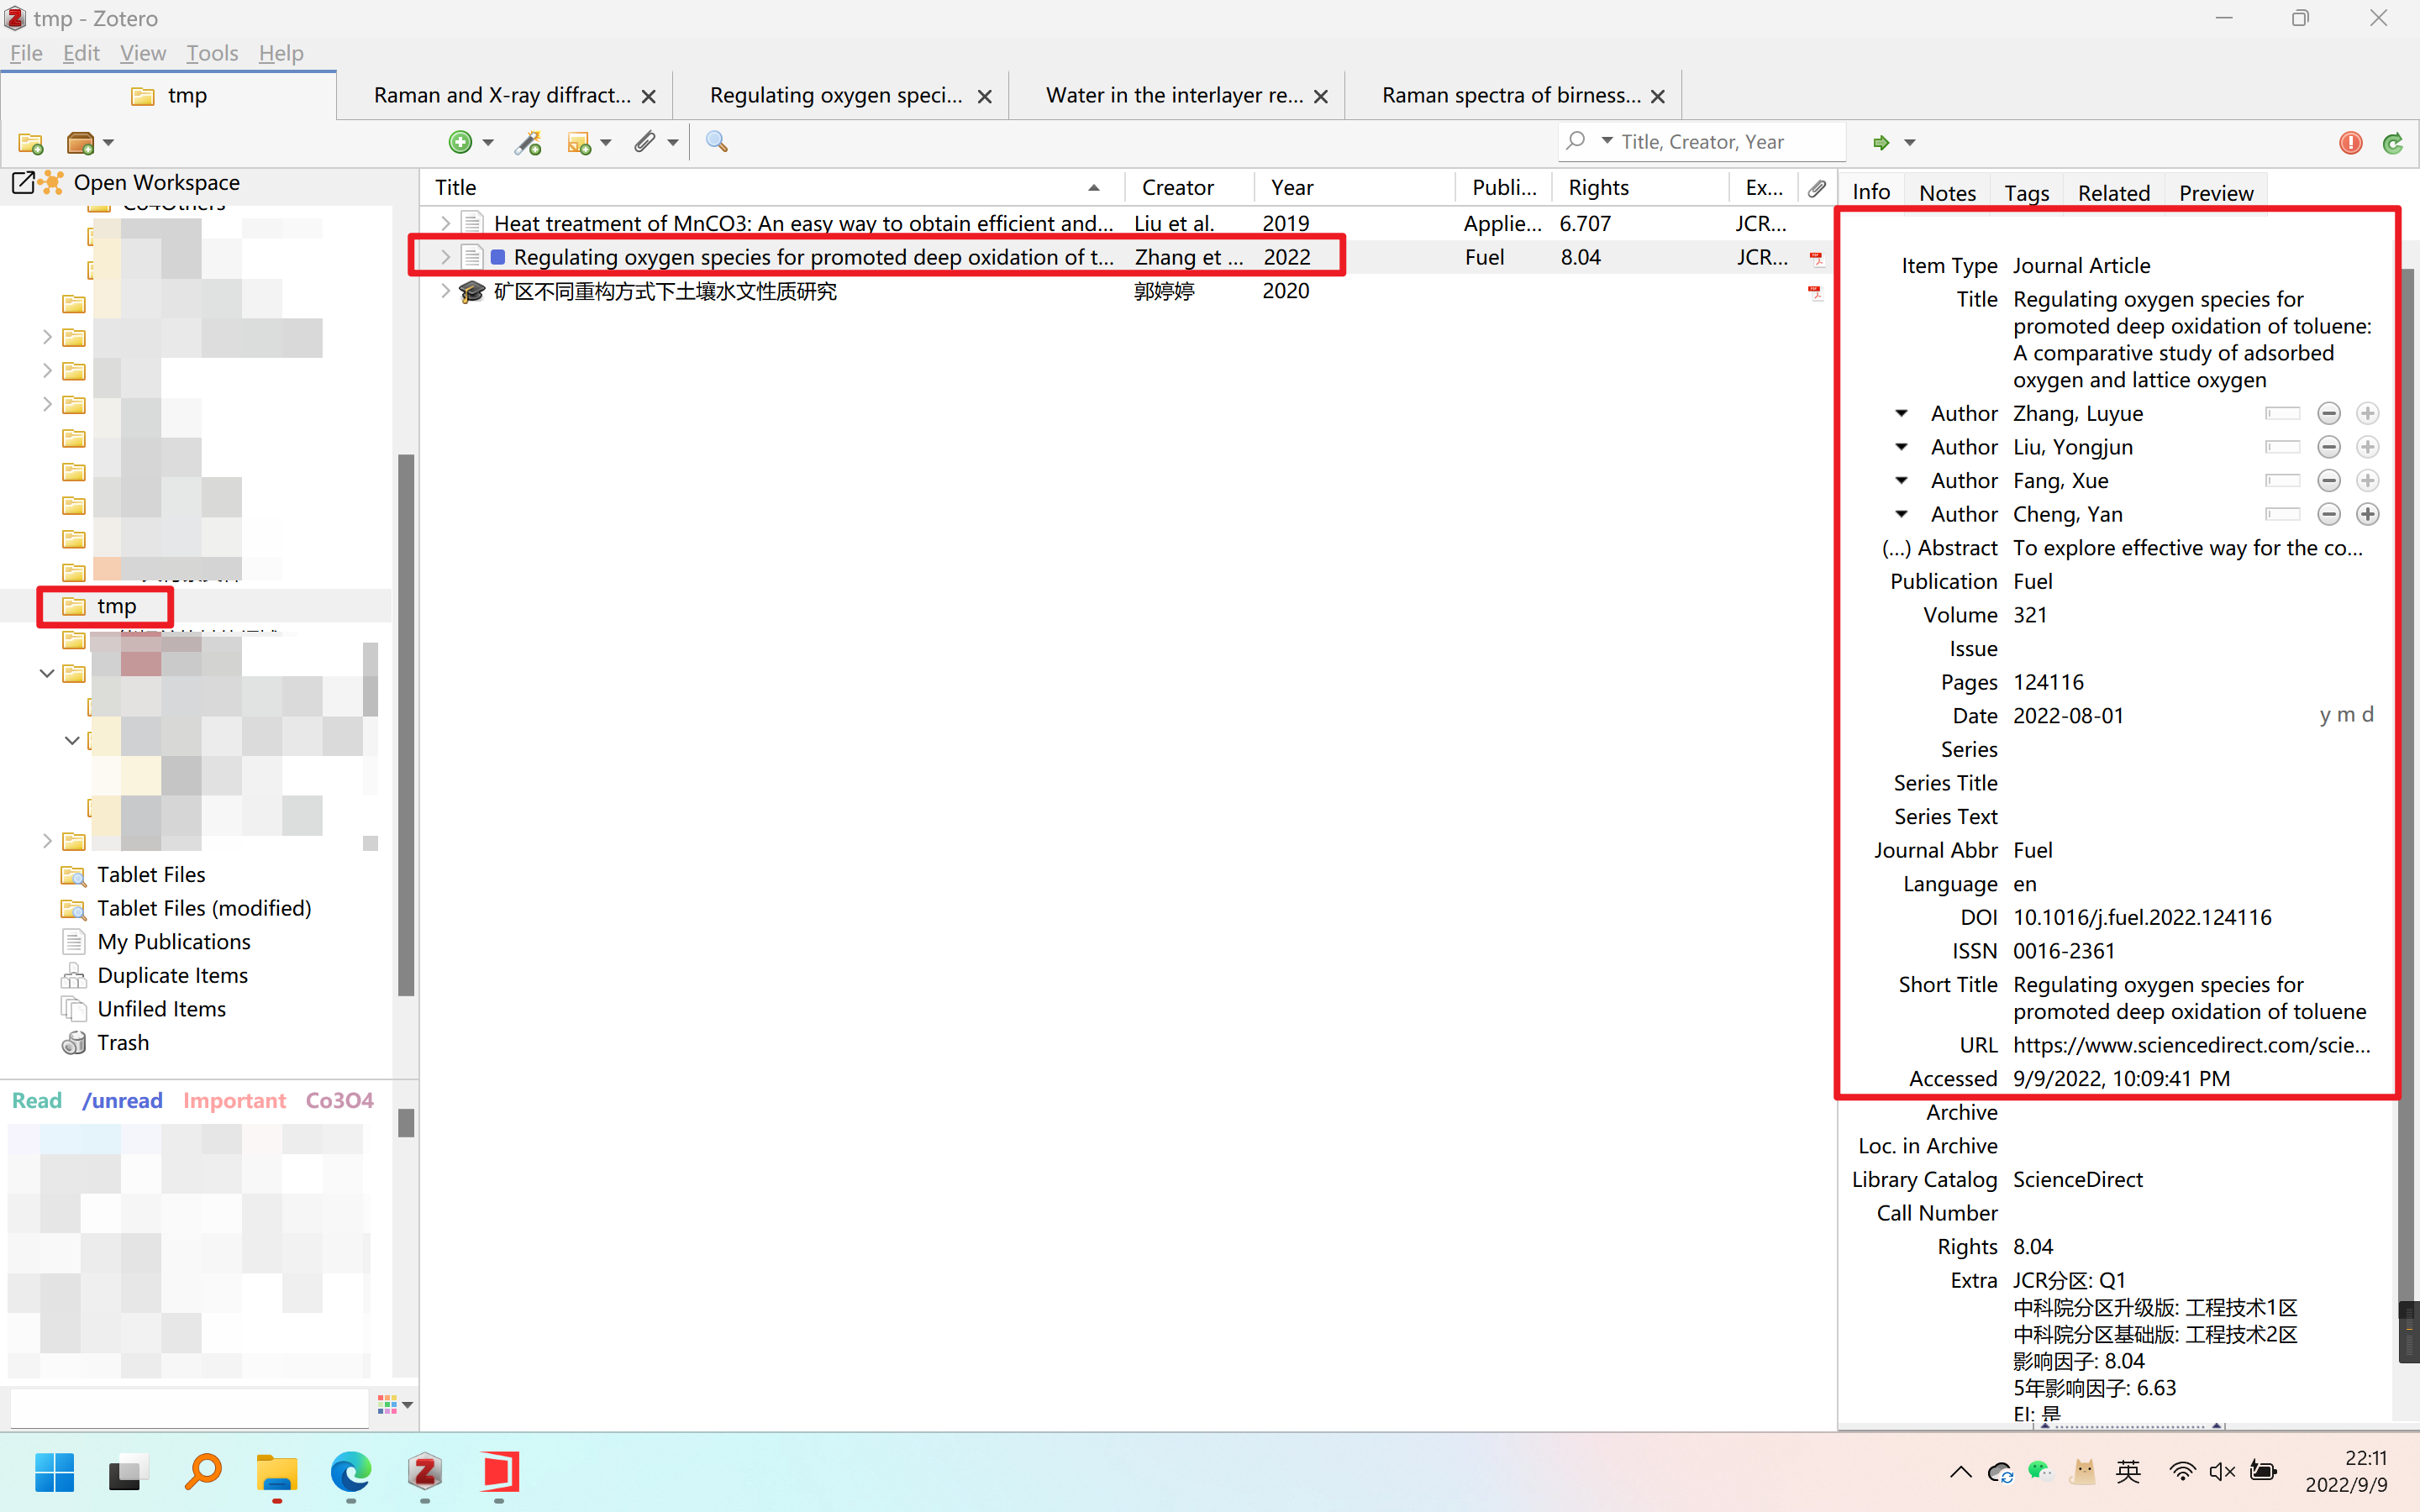 tmp - Zotero
File Edit View Tools Help
tmp
Raman and X-ray diffract...
Regulating oxygen speci...
Water in the interlayer re...
Raman spectra of birness...
Title, Creator, Year
Open Workspace
Co4Others
tmp
Tablet Files
Tablet Files (modified)
My Publications
Duplicate Items
Unfiled Items
Trash
Read /unread Important Co3O4
Title Creator Year Publi... Rights Ex...
Heat treatment of MnCO3: An easy way to obtain efficient and... Liu et al. 2019 Applie... 6.707 JCR...
Regulating oxygen species for promoted deep oxidation of t... Zhang et ... 2022 Fuel 8.04 JCR...
矿区不同重构方式下土壤水文性质研究 郭婷婷 2020
Info Notes Tags Related Preview
Item Type Journal Article
Title Regulating oxygen species for
promoted deep oxidation of toluene:
A comparative study of adsorbed
oxygen and lattice oxygen
Author Zhang, Luyue
Author Liu, Yongjun
Author Fang, Xue
Author Cheng, Yan
(...) Abstract To explore effective way for the co...
Publication Fuel
Volume 321
Issue
Pages 124116
Date 2022-08-01 y m d
Series
Series Title
Series Text
Journal Abbr Fuel
Language en
DOI 10.1016/j.fuel.2022.124116
ISSN 0016-2361
Short Title Regulating oxygen species for
promoted deep oxidation of toluene
URL https://www.sciencedirect.com/scie...
Accessed 9/9/2022, 10:09:41 PM
Archive
Loc. in Archive
Library Catalog ScienceDirect
Call Number
Rights 8.04
Extra JCR分区: Q1
中科院分区升级版: 工程技术1区
中科院分区基础版: 工程技术2区
影响因子: 8.04
5年影响因子: 6.63
EI: 是
英
22:11
2022/9/9